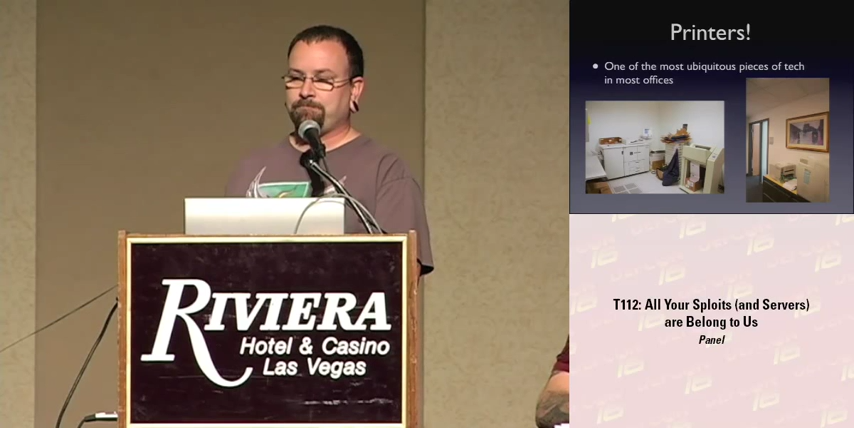 Printers!
One of the most ubiquitous pieces of tech
in most offices
RIVIERA
Hotel & Casino
Las Vegas
T112: All Your Sploits (and Servers)
are Belong to Us
Panel